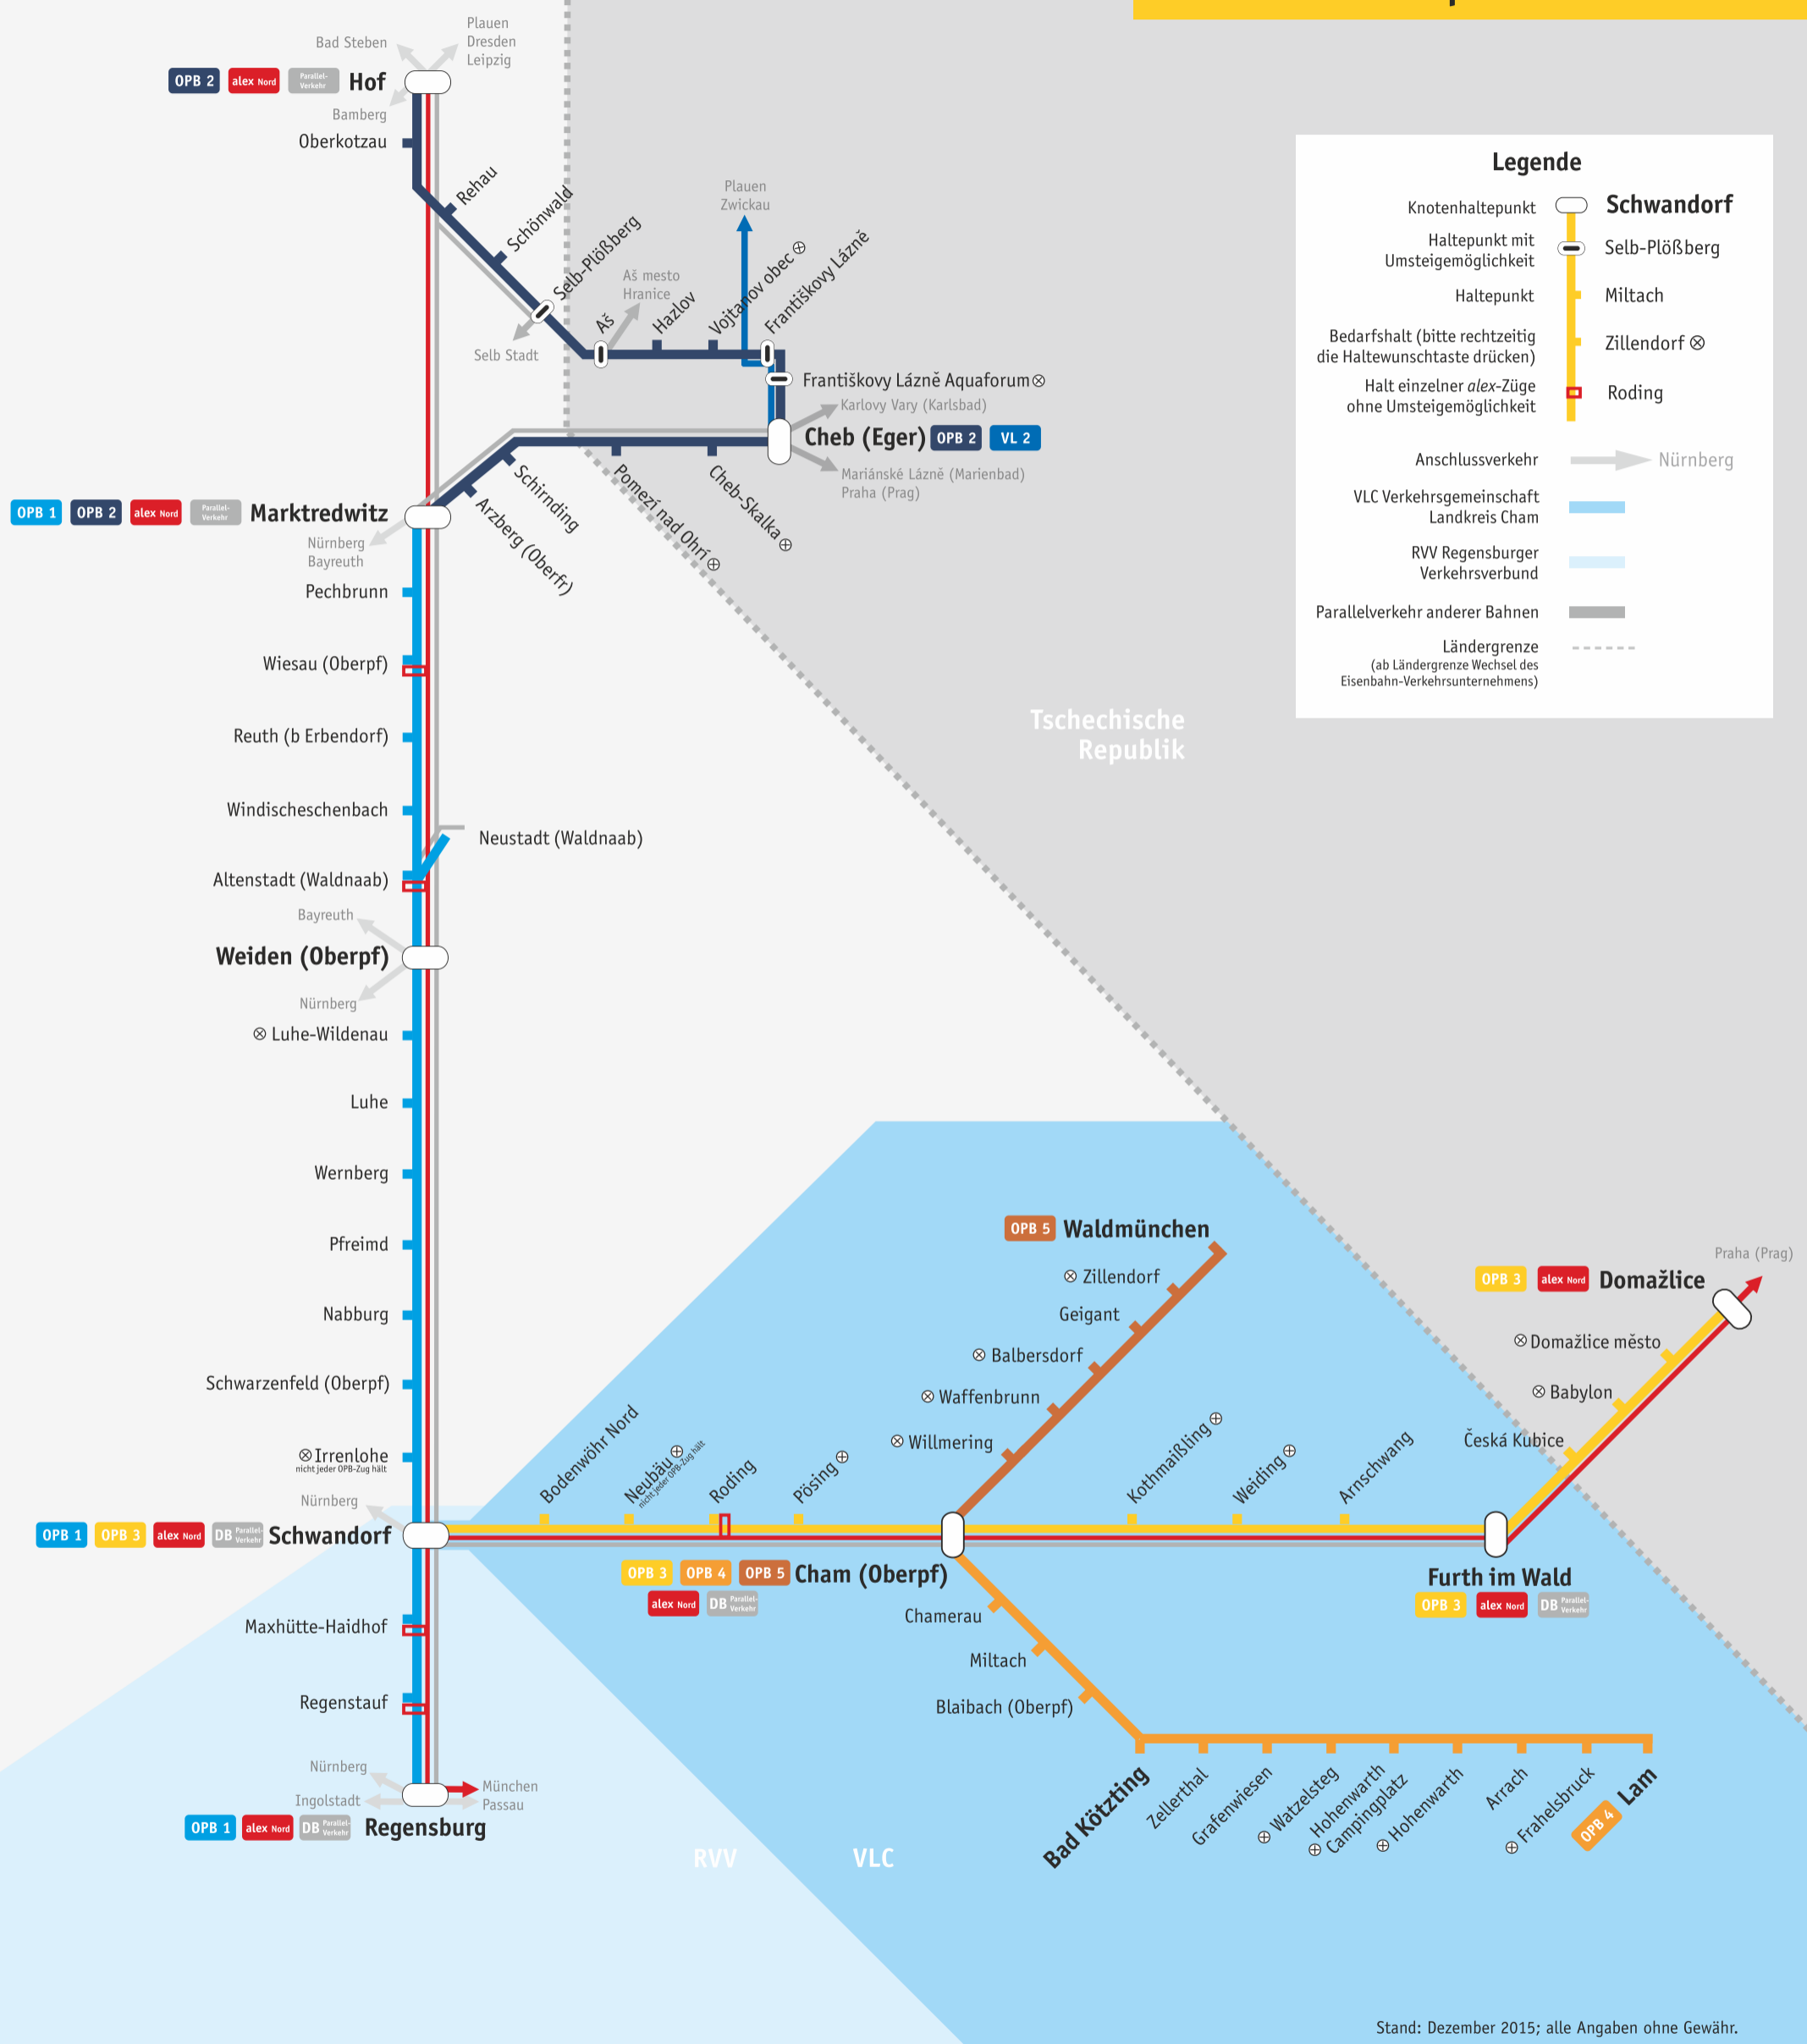 Plauen
Bad Steben
Dresden
Leipzig
OPB 2
alex Nord
Parallel-
Verkehr
Hof
Bamberg
Oberkotzau
Rehau
Schönwald
Selb-Plößberg
Selb Stadt
Aš
Aš mesto
Hranice
Hazlov
Vojtanov obec
Plauen
Zwickau
Františkovy Lázně
Františkovy Lázně Aquaforum
Karlovy Vary (Karlsbad)
Cheb (Eger)
OPB 2
VL 2
Mariánské Lázně (Marienbad)
Praha (Prag)
Cheb-Skalka
Pomezí nad Ohrí
Schirnding
Arzberg (Oberfr)
OPB 1
OPB 2
alex Nord
Parallel-
Verkehr
Marktredwitz
Nürnberg
Bayreuth
Pechbrunn
Wiesau (Oberpf)
Reuth (b Erbendorf)
Windischeschenbach
Neustadt (Waldnaab)
Altenstadt (Waldnaab)
Bayreuth
Weiden (Oberpf)
Nürnberg
Luhe-Wildenau
Luhe
Wernberg
Pfreimd
Nabburg
Schwarzenfeld (Oberpf)
Irrenlohe
nicht jeder OPB-Zug hält
Nürnberg
OPB 1
OPB 3
alex Nord
DB Parallel-
Verkehr
Schwandorf
Maxhütte-Haidhof
Regenstauf
Nürnberg
Ingolstadt
München
Passau
OPB 1
alex Nord
DB Parallel-
Verkehr
Regensburg
Bodenwöhr Nord
Neubäu
nicht jeder OPB-Zug hält
Roding
Pösing
OPB 3
OPB 4
OPB 5
Cham (Oberpf)
alex Nord
DB Parallel-
Verkehr
OPB 5
Waldmünchen
Zillendorf
Geigant
Balbersdorf
Waffenbrunn
Willmering
Kothmaißling
Weiding
Arnschwang
Furth im Wald
OPB 3
alex Nord
DB Parallel-
Verkehr
Praha (Prag)
OPB 3
alex Nord
Domažlice
Domažlice město
Babylon
Česká Kubice
Chamerau
Miltach
Blaibach (Oberpf)
Bad Kötzting
Zellerthal
Grafenwiesen
Watzelsteg
Hohenwarth
Campingplatz
Hohenwarth
Arrach
Frahelsbruck
OPB 4
Lam
RVV
VLC
Tschechische
Republik
Legende
Knotenhaltepunkt
Schwandorf
Haltepunkt mit
Umsteigemöglichkeit
Selb-Plößberg
Haltepunkt
Miltach
Bedarfshalt (bitte rechtzeitig
die Haltewunschtaste drücken)
Zillendorf
Halt einzelner alex-Züge
ohne Umsteigemöglichkeit
Roding
Anschlussverkehr
Nürnberg
VLC Verkehrsgemeinschaft
Landkreis Cham
RVV Regensburger
Verkehrsverbund
Parallelverkehr anderer Bahnen
Ländergrenze
(ab Ländergrenze Wechsel des
Eisenbahn-Verkehrsunternehmens)
Stand: Dezember 2015; alle Angaben ohne Gewähr.